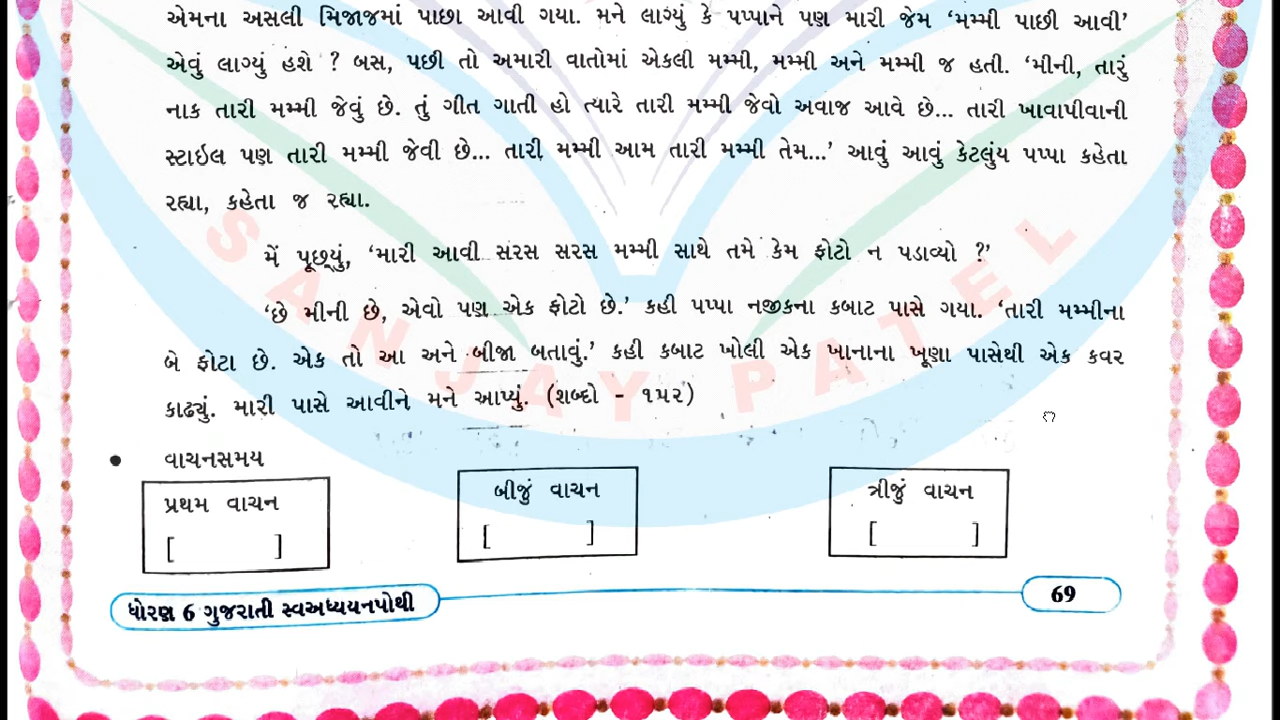 એમના અસલી મિજાજમાં પાછા આવી ગયા. મને લાગ્યું કે પપ્પાને પણ મારી જેમ ‘મમ્મી પાછી આવી’
એવું લાગ્યું હશે ? બસ, પછી તો અમારી વાતોમાં એકલી મમ્મી, મમ્મી અને મમ્મી જ હતી. ‘મીની, તારું
નાક તારી મમ્મી જેવું છે. તું ગીત ગાતી હો ત્યારે તારી મમ્મી જેવો અવાજ આવે છે... તારી ખાવાપીવાની
સ્ટાઇલ પણ તારી મમ્મી જેવી છે... તારી મમ્મી આમ તારી મમ્મી તેમ...’ આવું આવું કેટલુંય પપ્પા કહેતા
રહ્યા, કહેતા જ રહ્યા.
મેં પૂછ્યું, ‘મારી આવી સરસ સરસ મમ્મી સાથે તમે કેમ ફોટો ન પડાવ્યો ?’
‘છે મીની છે, એવો પણ એક ફોટો છે.’ કહી પપ્પા નજીકના કબાટ પાસે ગયા. ‘તારી મમ્મીના
બે ફોટા છે. એક તો આ અને બીજા બતાવું.’ કહી કબાટ ખોલી એક ખાનાના ખૂણા પાસેથી એક કવર
કાઢ્યું. મારી પાસે આવીને મને આપ્યું. (શબ્દો - ૧૫૨)
SANJAY PATEL
• વાચનસમય
પ્રથમ વાચન બીજું વાચન ત્રીજું વાચન
[ ] [ ] [ ]
ધોરણ 6 ગુજરાતી સ્વઅધ્યયનપોથી 69